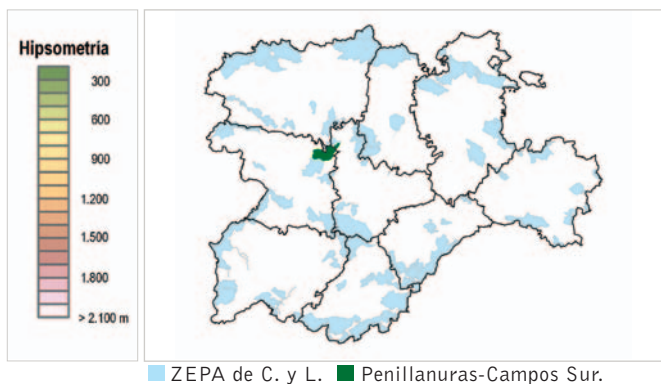 Hipsometría
300
600
900
1.200
1.500
1.800
> 2.100 m
ZEPA de C. y L. Penillanuras-Campos Sur.